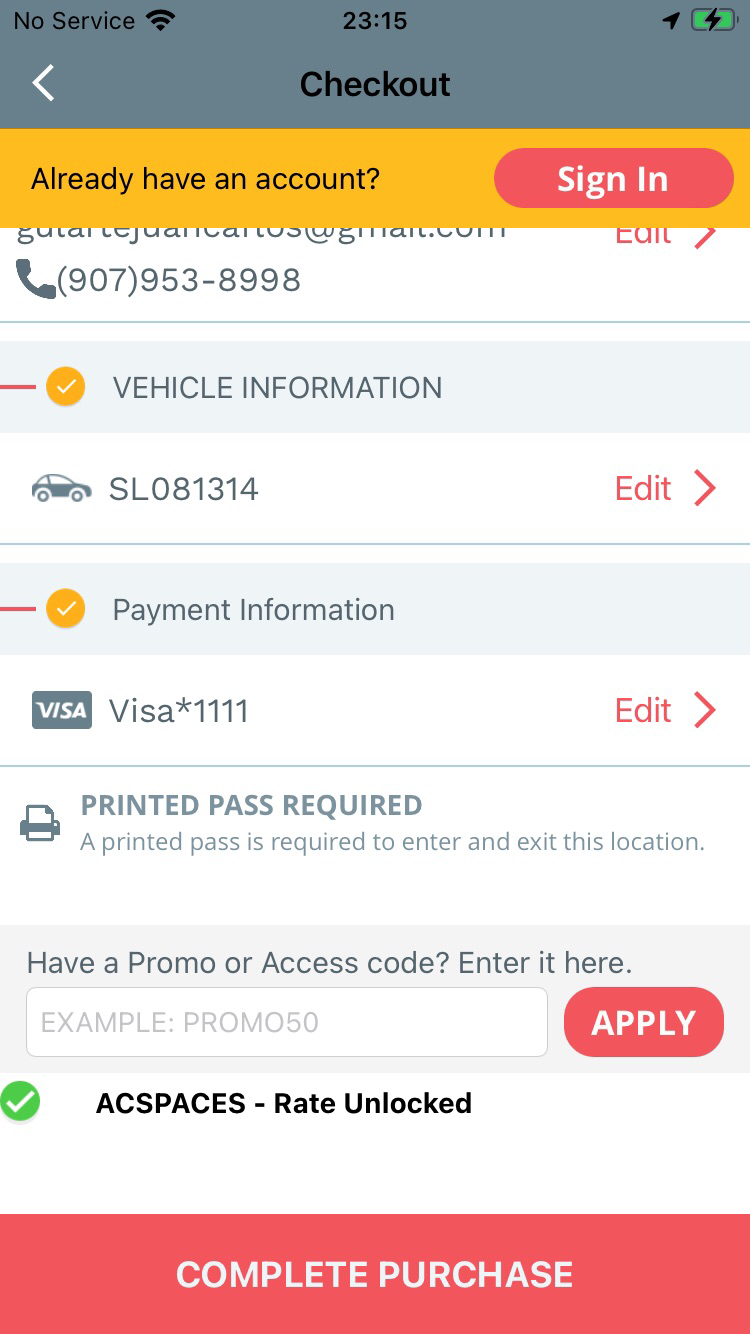 No Service
23:15
Checkout
Already have an account?
Sign In
Edit
(907)953-8998
VEHICLE INFORMATION
SL081314
Edit
Payment Information
VISA
Visa*1111
Edit
PRINTED PASS REQUIRED
A printed pass is required to enter and exit this location.
Have a Promo or Access code? Enter it here.
EXAMPLE: PROMO50
APPLY
ACSPACES - Rate Unlocked
COMPLETE PURCHASE